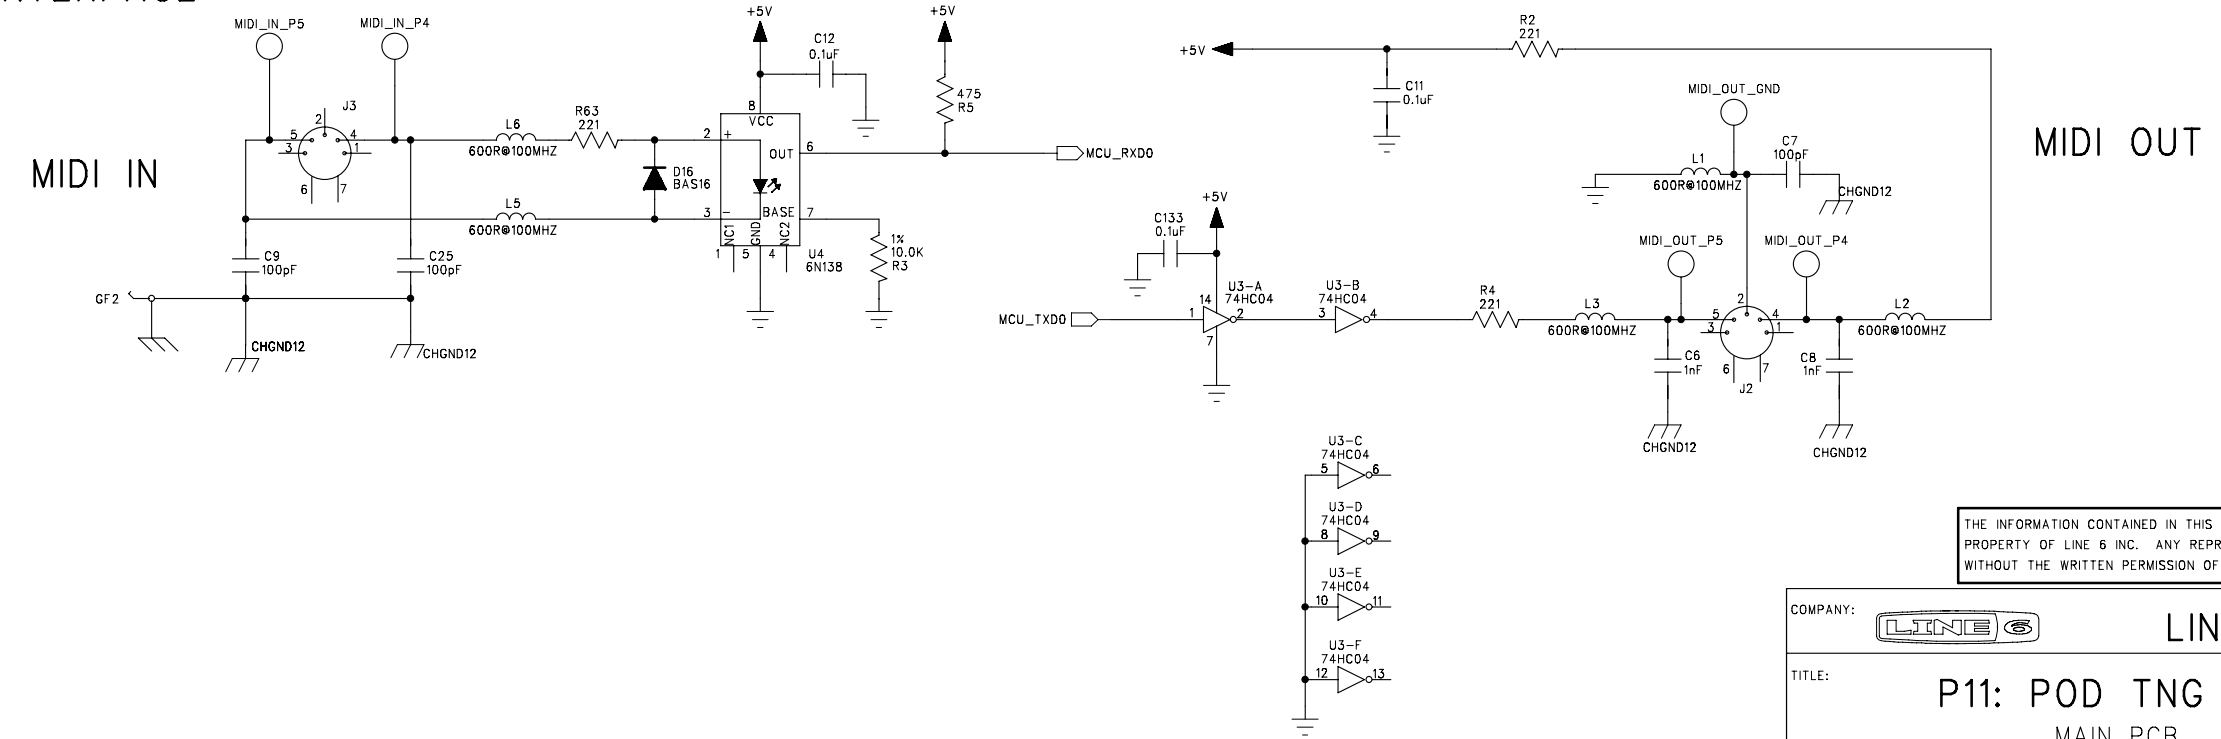 MIDI_IN_P5
MIDI_IN_P4
+5V
+5V
C12
0.1uF
475
R5
J3
2
5
4
3
1
6
7
L6
600R@100MHZ
R63
221
8
VCC
2
+
OUT
6
MCU_RXD0
D16
BAS16
MIDI IN
L5
600R@100MHZ
3
-
BASE
7
NC1
GND
NC2
1
5
4
U4
6N138
1%
10.0K
R3
C9
100pF
C25
100pF
GF2
CHGND12
CHGND12
+5V
R2
221
C11
0.1uF
MIDI_OUT_GND
MIDI OUT
L1
600R@100MHZ
C7
100pF
CHGND12
+5V
C133
0.1uF
MIDI_OUT_P5
MIDI_OUT_P4
MCU_TXD0
14
U3-A
74HC04
1
2
7
U3-B
74HC04
3
4
R4
221
L3
600R@100MHZ
2
5
4
3
1
6
7
J2
L2
600R@100MHZ
C6
1nF
C8
1nF
CHGND12
CHGND12
U3-C
74HC04
5
6
U3-D
74HC04
8
9
U3-E
74HC04
10
11
U3-F
74HC04
12
13
THE INFORMATION CONTAINED IN THIS
PROPERTY OF LINE 6 INC. ANY REPR
WITHOUT THE WRITTEN PERMISSION OF
COMPANY:
LINE 6
LIN
TITLE:
P11: POD TNG
MAIN PCB